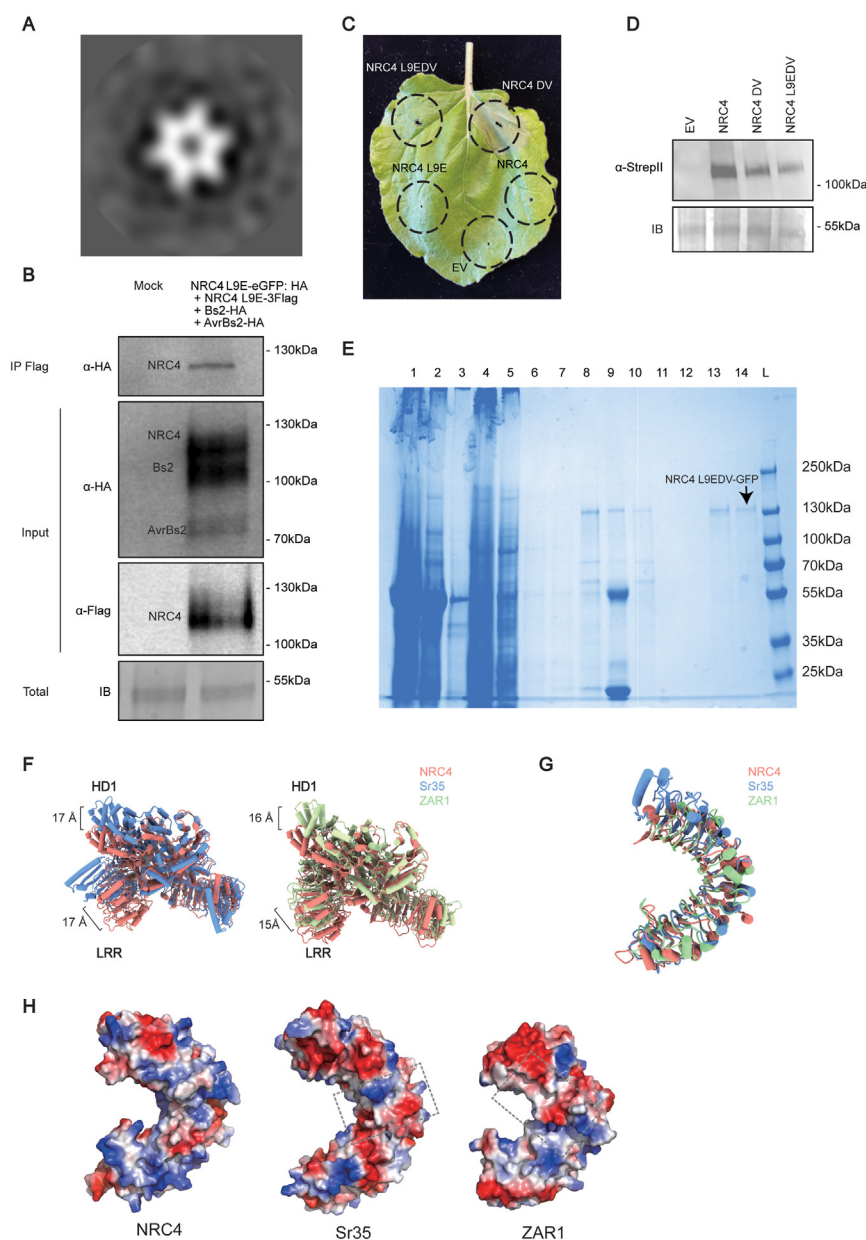 A
B
Mock
NRC4 L9E-eGFP: HA
+ NRC4 L9E-3Flag
+ Bs2-HA
+ AvrBs2-HA
IP Flag
α-HA
NRC4
- 130kDa
Input
α-HA
NRC4
Bs2
AvrBs2
- 130kDa
- 100kDa
- 70kDa
α-Flag
NRC4
- 130kDa
- 100kDa
Total
IB
- 55kDa
C
NRC4 L9EDV
NRC4 DV
NRC4 L9E
NRC4
EV
D
EV
NRC4
NRC4 DV
NRC4 L9EDV
α-StrepII
- 100kDa
IB
- 55kDa
E
1 2 3 4 5 6 7 8 9 10 11 12 13 14 L
NRC4 L9EDV-GFP
250kDa
130kDa
100kDa
70kDa
55kDa
35kDa
25kDa
F
HD1
17 Å
17 Å
LRR
HD1
16 Å
15Å
LRR
NRC4
Sr35
ZAR1
G
NRC4
Sr35
ZAR1
H
NRC4
Sr35
ZAR1